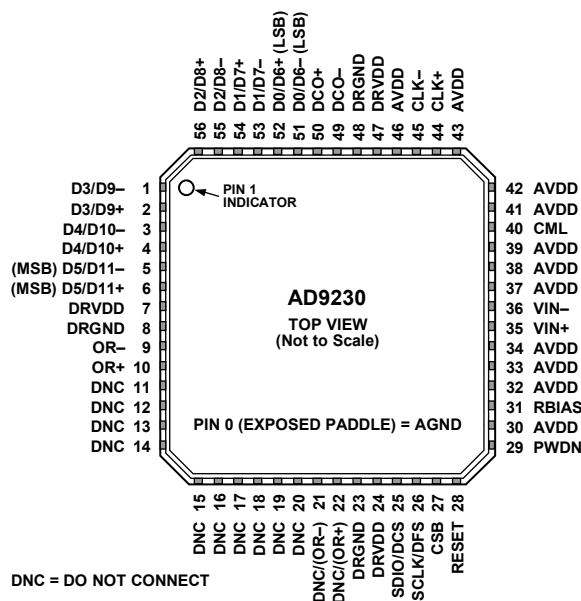 56 D2/D8+
55 D2/D8–
54 D1/D7+
53 D1/D7–
52 D0/D6+ (LSB)
51 D0/D6– (LSB)
50 DCO+
49 DCO–
48 DRGND
47 DRVDD
46 AVDD
45 CLK–
44 CLK+
43 AVDD
D3/D9– 1
D3/D9+ 2
D4/D10– 3
D4/D10+ 4
(MSB) D5/D11– 5
(MSB) D5/D11+ 6
DRVDD 7
DRGND 8
OR– 9
OR+ 10
DNC 11
DNC 12
DNC 13
DNC 14
PIN 1
INDICATOR
AD9230
TOP VIEW
(Not to Scale)
PIN 0 (EXPOSED PADDLE) = AGND
42 AVDD
41 AVDD
40 CML
39 AVDD
38 AVDD
37 AVDD
36 VIN–
35 VIN+
34 AVDD
33 AVDD
32 AVDD
31 RBIAS
30 AVDD
29 PWDN
DNC 15
DNC 16
DNC 17
DNC 18
DNC 19
DNC 20
DNC/(OR–) 21
DNC/(OR+) 22
DRGND 23
DRVDD 24
SDIO/DCS 25
SCLK/DFS 26
CSB 27
RESET 28
DNC = DO NOT CONNECT